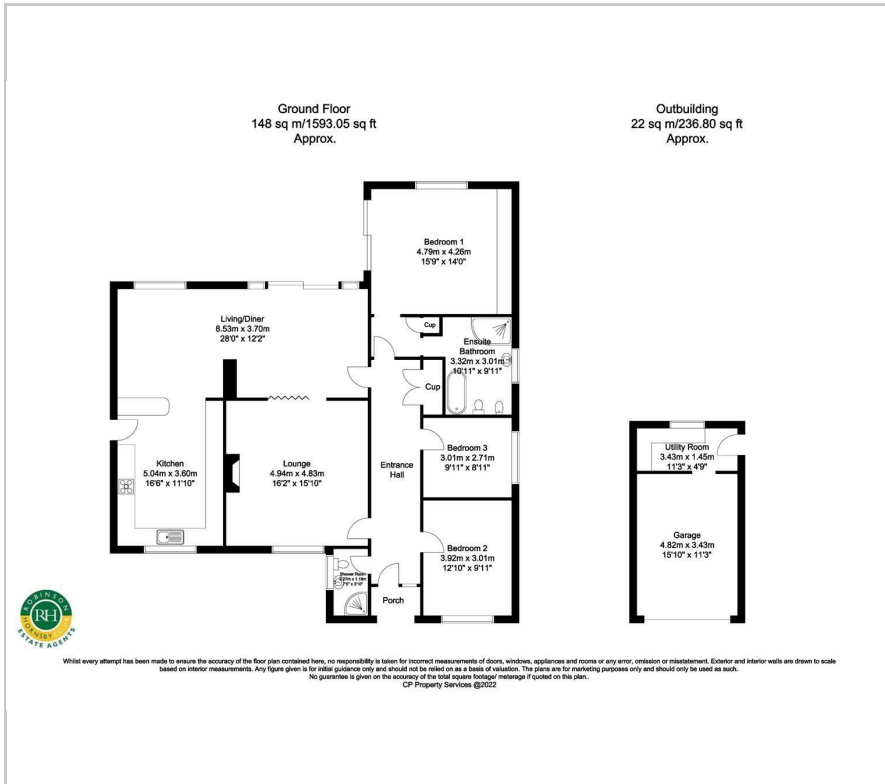 Ground Floor
148 sq m/1593.05 sq ft
Approx.
Outbuilding
22 sq m/236.80 sq ft
Approx.
Bedroom 1
4.79m x 4.26m
15'9" x 14'0"
Living/Diner
8.53m x 3.70m
28'0" x 12'2"
Cup
Ensuite
Bathroom
3.32m x 3.01m
10'11" x 9'11"
Cup
Kitchen
5.04m x 3.60m
16'6" x 11'10"
Lounge
4.94m x 4.83m
16'2" x 15'10"
Entrance
Hall
Bedroom 3
3.01m x 2.71m
9'11" x 8'11"
Utility Room
3.43m x 1.45m
11'3" x 4'9"
Bedroom 2
3.92m x 3.01m
12'10" x 9'11"
Garage
4.82m x 3.43m
15'10" x 11'3"
Shower Room
Porch
ROBINSON
RH
HORNSBY
ESTATE AGENTS
Whilst every attempt has been made to ensure the accuracy of the floor plan contained here, no responsibility is taken for incorrect measurements of doors, windows, appliances and rooms or any error, omission or misstatement. Exterior and interior walls are drawn to scale
based on interior measurements. Any figure given is for initial guidance only and should not be relied on as a basis of valuation. The plans are for marketing purposes only and should only be used as such.
No guarantee is given on the accuracy of the total square footage/ meterage if quoted on this plan..
CP Property Services @2022